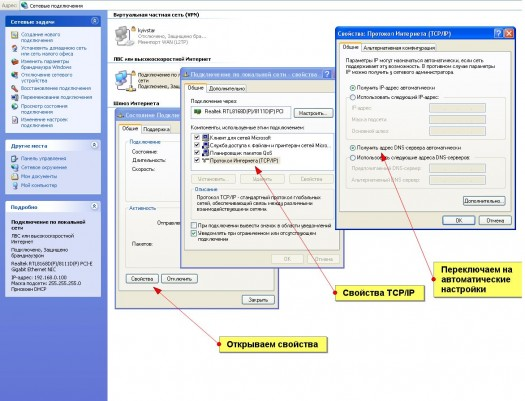 Адрес
Сетевые подключения
Сетевые задачи
Создание нового подключения
Установить домашнюю сеть или сеть малого офиса
Изменить параметры брандмауэра Windows
Отключение сетевого устройства
Восстановление подключения
Переименование подключения
Просмотр состояния подключения
Изменение настроек подключения
Другие места
Панель управления
Сетевое окружение
Мои документы
Мой компьютер
Подробно
Подключение по локальной сети
ЛВС или высокоскоростной Интернет
Подключено, Защищено брандмауэром
Realtek RTL8168D/8111D(P) PCI-E Gigabit Ethernet NIC
IP-адрес: 192.168.0.100
Маска подсети: 255.255.255.0
Присвоен DHCP
Виртуальная частная сеть (VPN)
kyivstar
Отключено, Защищено бра...
Минипорт WAN (L2TP)
ЛВС или высокоскоростной Интернет
Подключение по локальной сети
Шлюз Интернета
Состояние Подключ
Общие
Поддержка
Подключение
Состояние:
Длительность:
Скорость:
Активность
Отправле
Пакетов:
Свойства
Отключить
Закрыть
Подключение по локальной сети - свойства
Общие
Дополнительно
Подключение через:
Realtek RTL8168D(P)/8111D(P) PCI
Настроить...
Компоненты, используемые этим подключением:
Клиент для сетей Microsoft
Служба доступа к файлам и принтерам сетей Micro...
Планировщик пакетов QoS
Протокол Интернета (TCP/IP)
Установить...
Удалить
Свойства
Описание
Протокол TCP/IP - стандартный протокол глобальных сетей, обеспечивающий связь между различными взаимодействующими сетями.
При подключении вывести значок в области уведомлений
Уведомлять при ограниченном или отсутствующем подключении
OK
Отмена
Свойства: Протокол Интернета (TCP/IP)
Общие
Альтернативная конфигурация
Параметры IP могут назначаться автоматически, если сеть поддерживает эту возможность. В противном случае параметры IP можно получить у сетевого администратора.
Получить IP-адрес автоматически
Использовать следующий IP-адрес:
IP-адрес:
Маска подсети:
Основной шлюз:
Получить адрес DNS-сервера автоматически
Использовать следующие адреса DNS-серверов:
Предпочитаемый DNS-сервер:
Альтернативный DNS-сервер:
Дополнительно...
OK
Отмена
Открываем свойства
Свойства TCP/IP
Переключаем на
автоматические
настройки